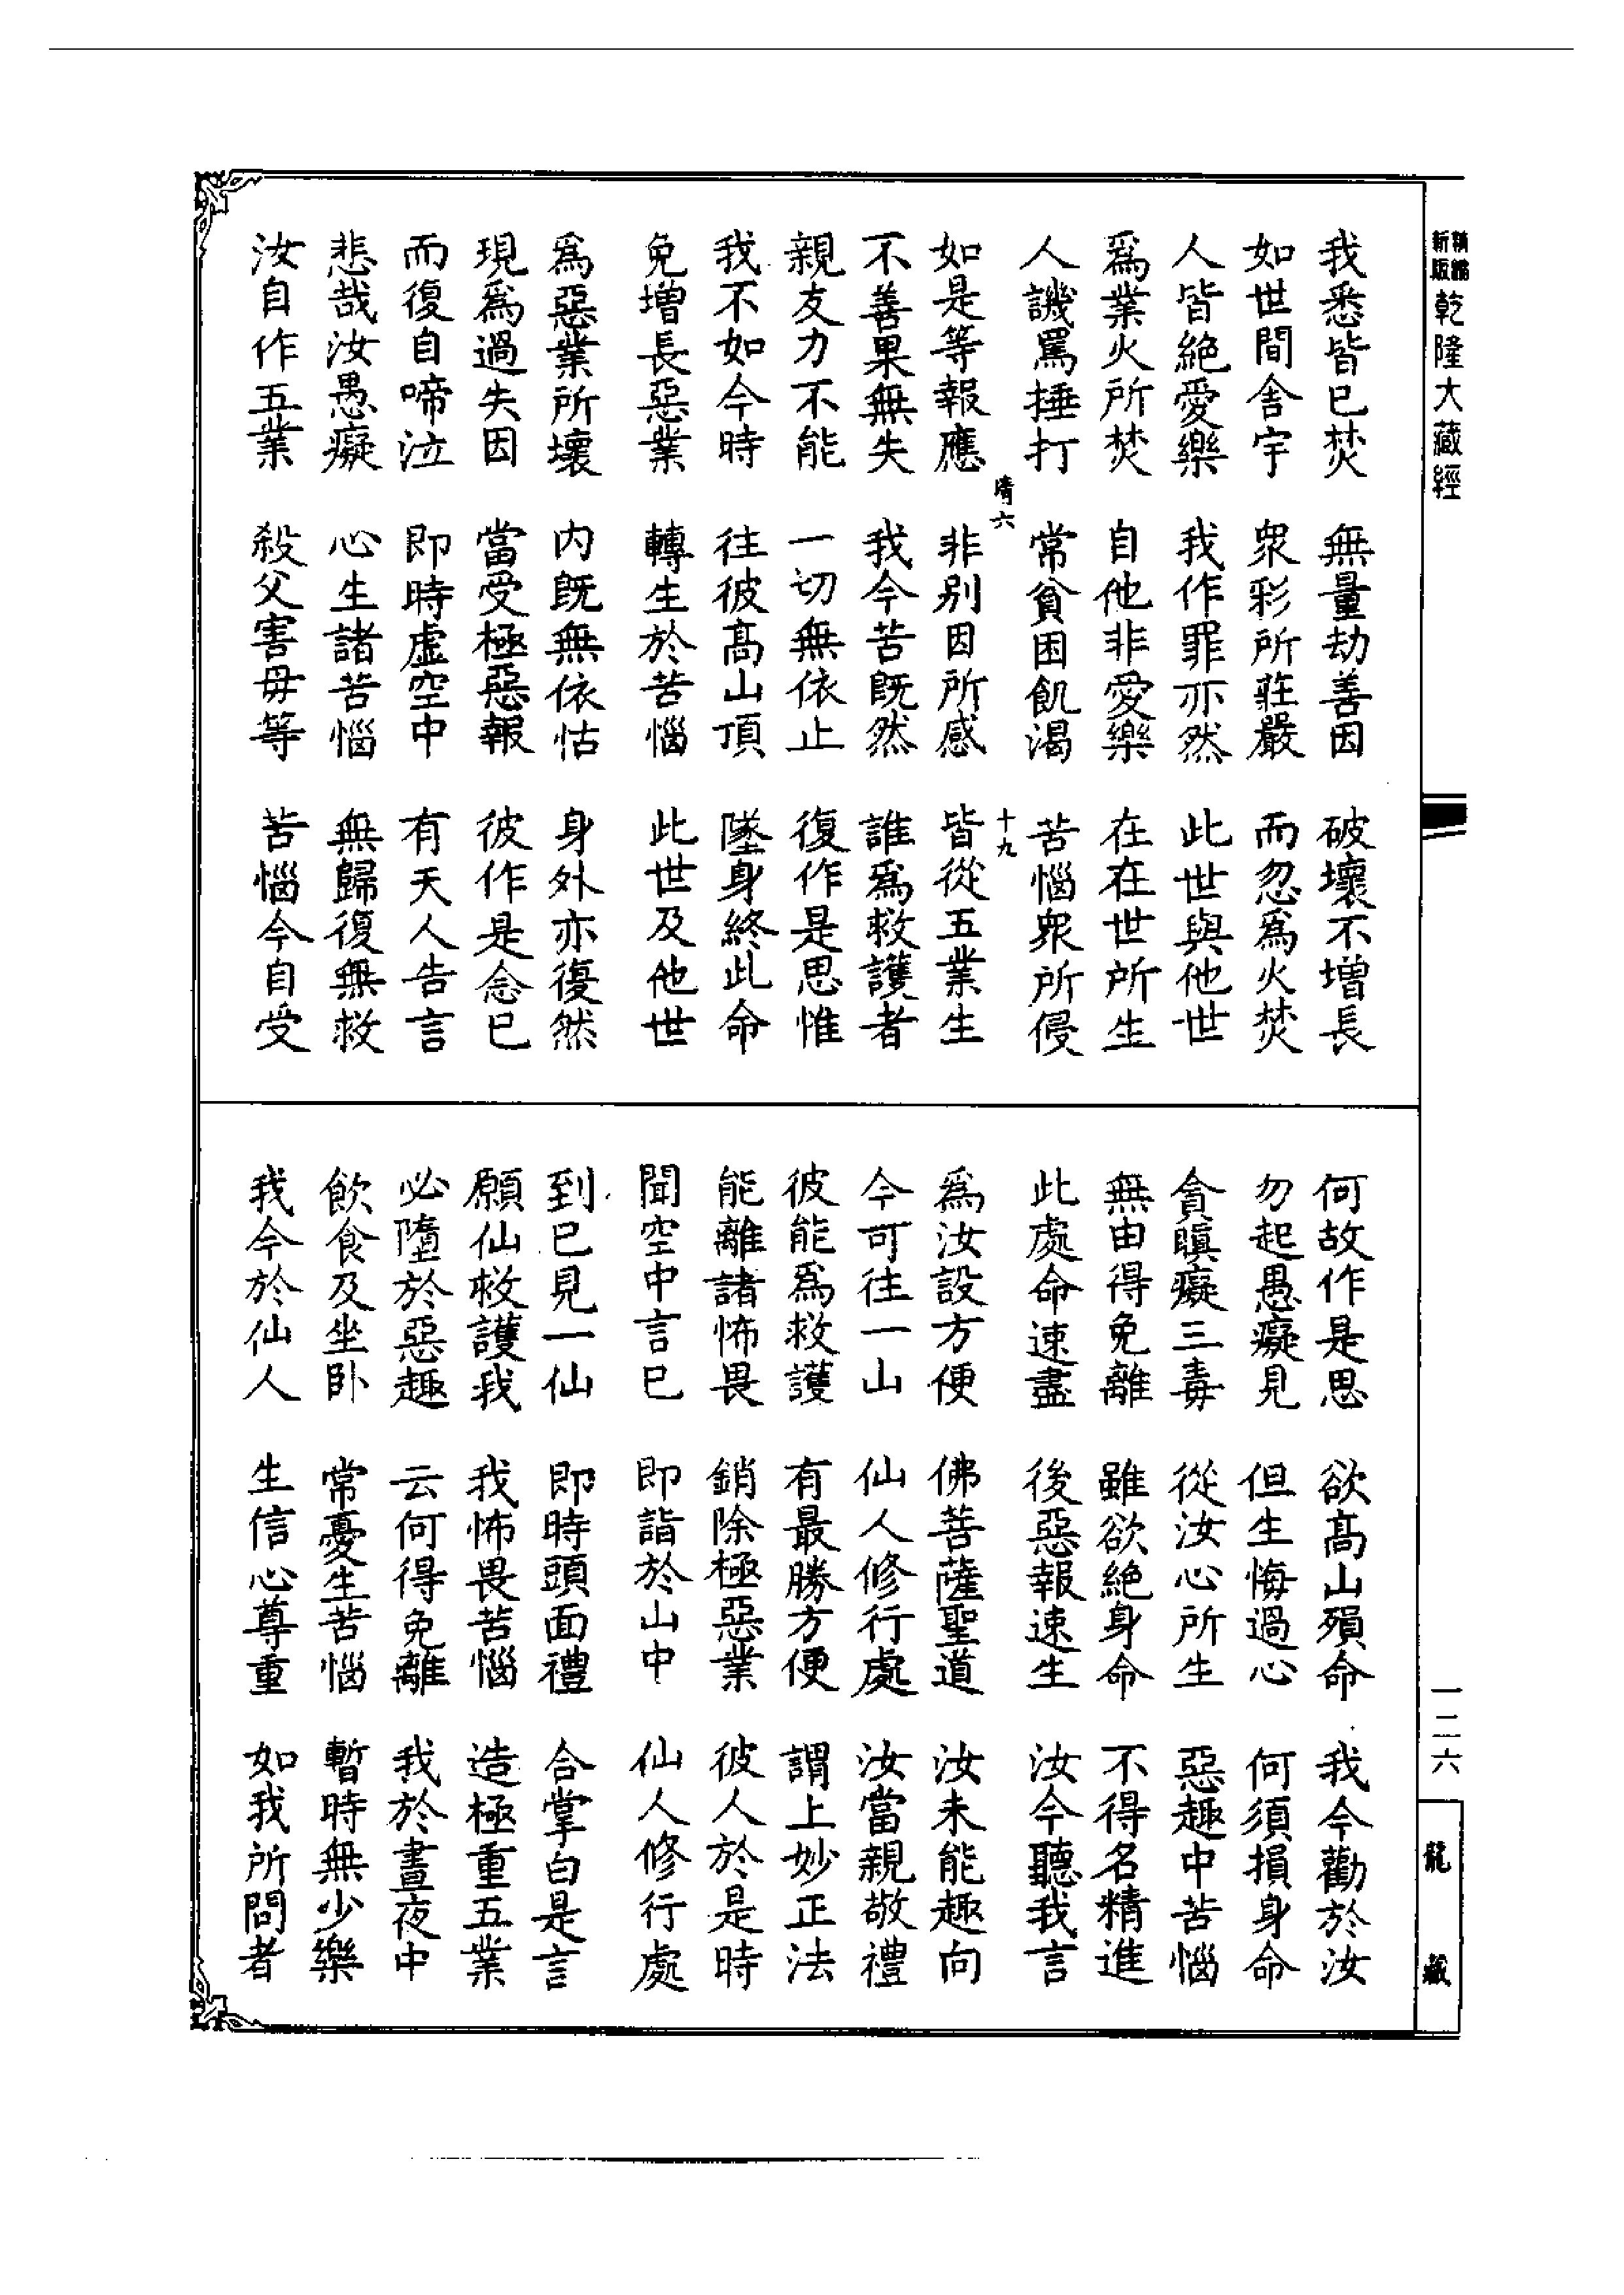 新版
精縮
乾隆大藏經
我悉皆已焚　無量劫善因　破壞不增長
如世間舍宇　眾彩所莊嚴　而忽為火焚
人皆絕愛樂　我作罪亦然　此世與他世
為業火所焚　自他非愛樂　在在世所生
人譏罵捶打　常貧困飢渴　苦惱眾所侵
六　十九
如是等報應　非別因所感　皆從五業生
不善果無失　我今苦既然　誰為救護者
親友力不能　一切無依止　復作是思惟
我不如今時　往彼高山頂　墜身終此命
免增長惡業　轉生於苦惱　此世及他世
為惡業所壞　內既無依怙　身外亦復然
現為過失因　當受極惡報　彼作是念已
而復自啼泣　即時虛空中　有天人告言
悲哉汝愚癡　心生諸苦惱　無歸復無救
汝自作五業　殺父害母等　苦惱今自受
何故作是思　欲高山殞命　我今勸於汝
勿起愚癡見　但生悔過心　何須損身命
貪瞋癡三毒　從汝心所生　惡趣中苦惱
無由得免離　雖欲絕身命　不得名精進
此處命速盡　後惡報速生　汝今聽我言
為汝設方便　佛菩薩聖道　汝未能趣向
今可往一山　仙人修行處　汝當親敬禮
彼能為救護　有最勝方便　謂上妙正法
能離諸怖畏　銷除極惡業　彼人於是時
聞空中言已　即詣於山中　仙人修行處
到已見一仙　即時頭面禮　合掌白是言
願仙救護我　我怖畏苦惱　造極重五業
必墮於惡趣　云何得免離　我於晝夜中
飲食及坐臥　常憂生苦惱　暫時無少樂
我今於仙人　生信心尊重　如我所問者
一二六
龍藏